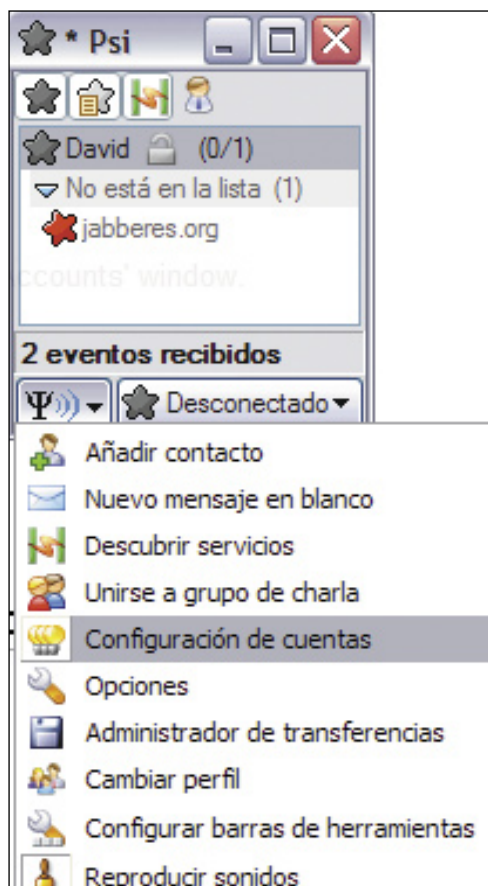 * Psi
David (0/1)
No está en la lista (1)
jabberes.org
ccounts' window.
2 eventos recibidos
Ψ Desconectado
Añadir contacto
Nuevo mensaje en blanco
Descubrir servicios
Unirse a grupo de charla
Configuración de cuentas
Opciones
Administrador de transferencias
Cambiar perfil
Configurar barras de herramientas
Reproducir sonidos